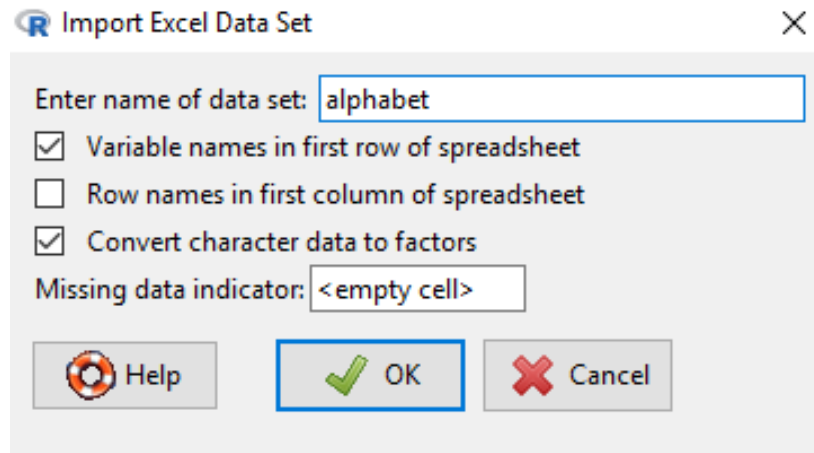 Import Excel Data Set
Enter name of data set: alphabet
Variable names in first row of spreadsheet
Row names in first column of spreadsheet
Convert character data to factors
Missing data indicator: <empty cell>
Help OK Cancel